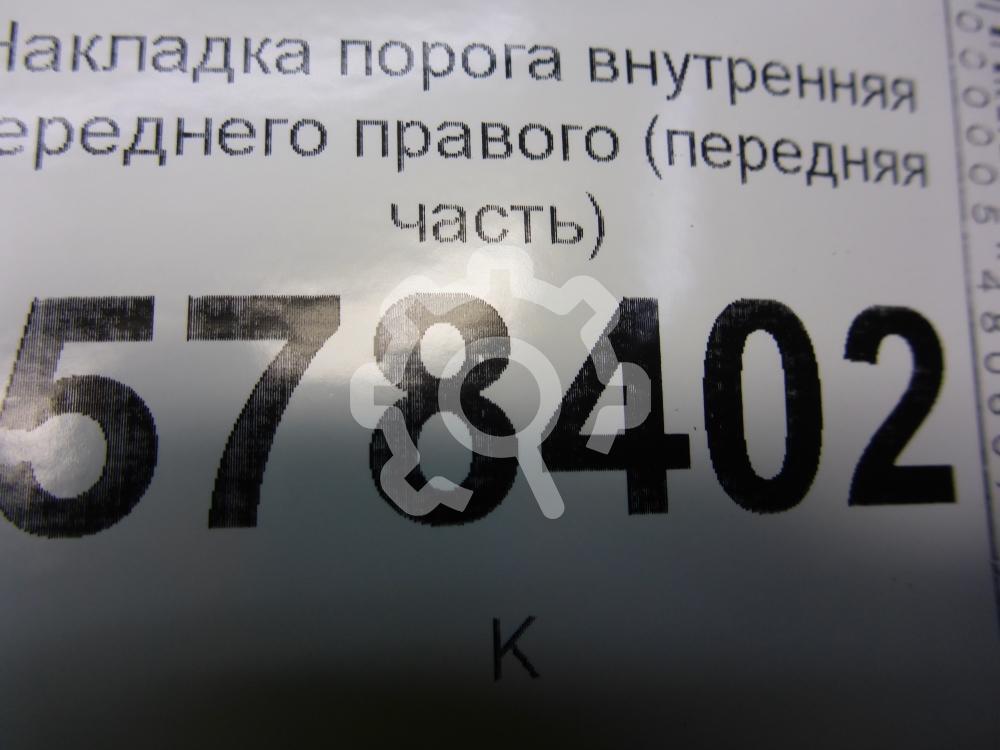 Накладка порога внутренняя
ереднего правого (передняя
часть)
578402
К